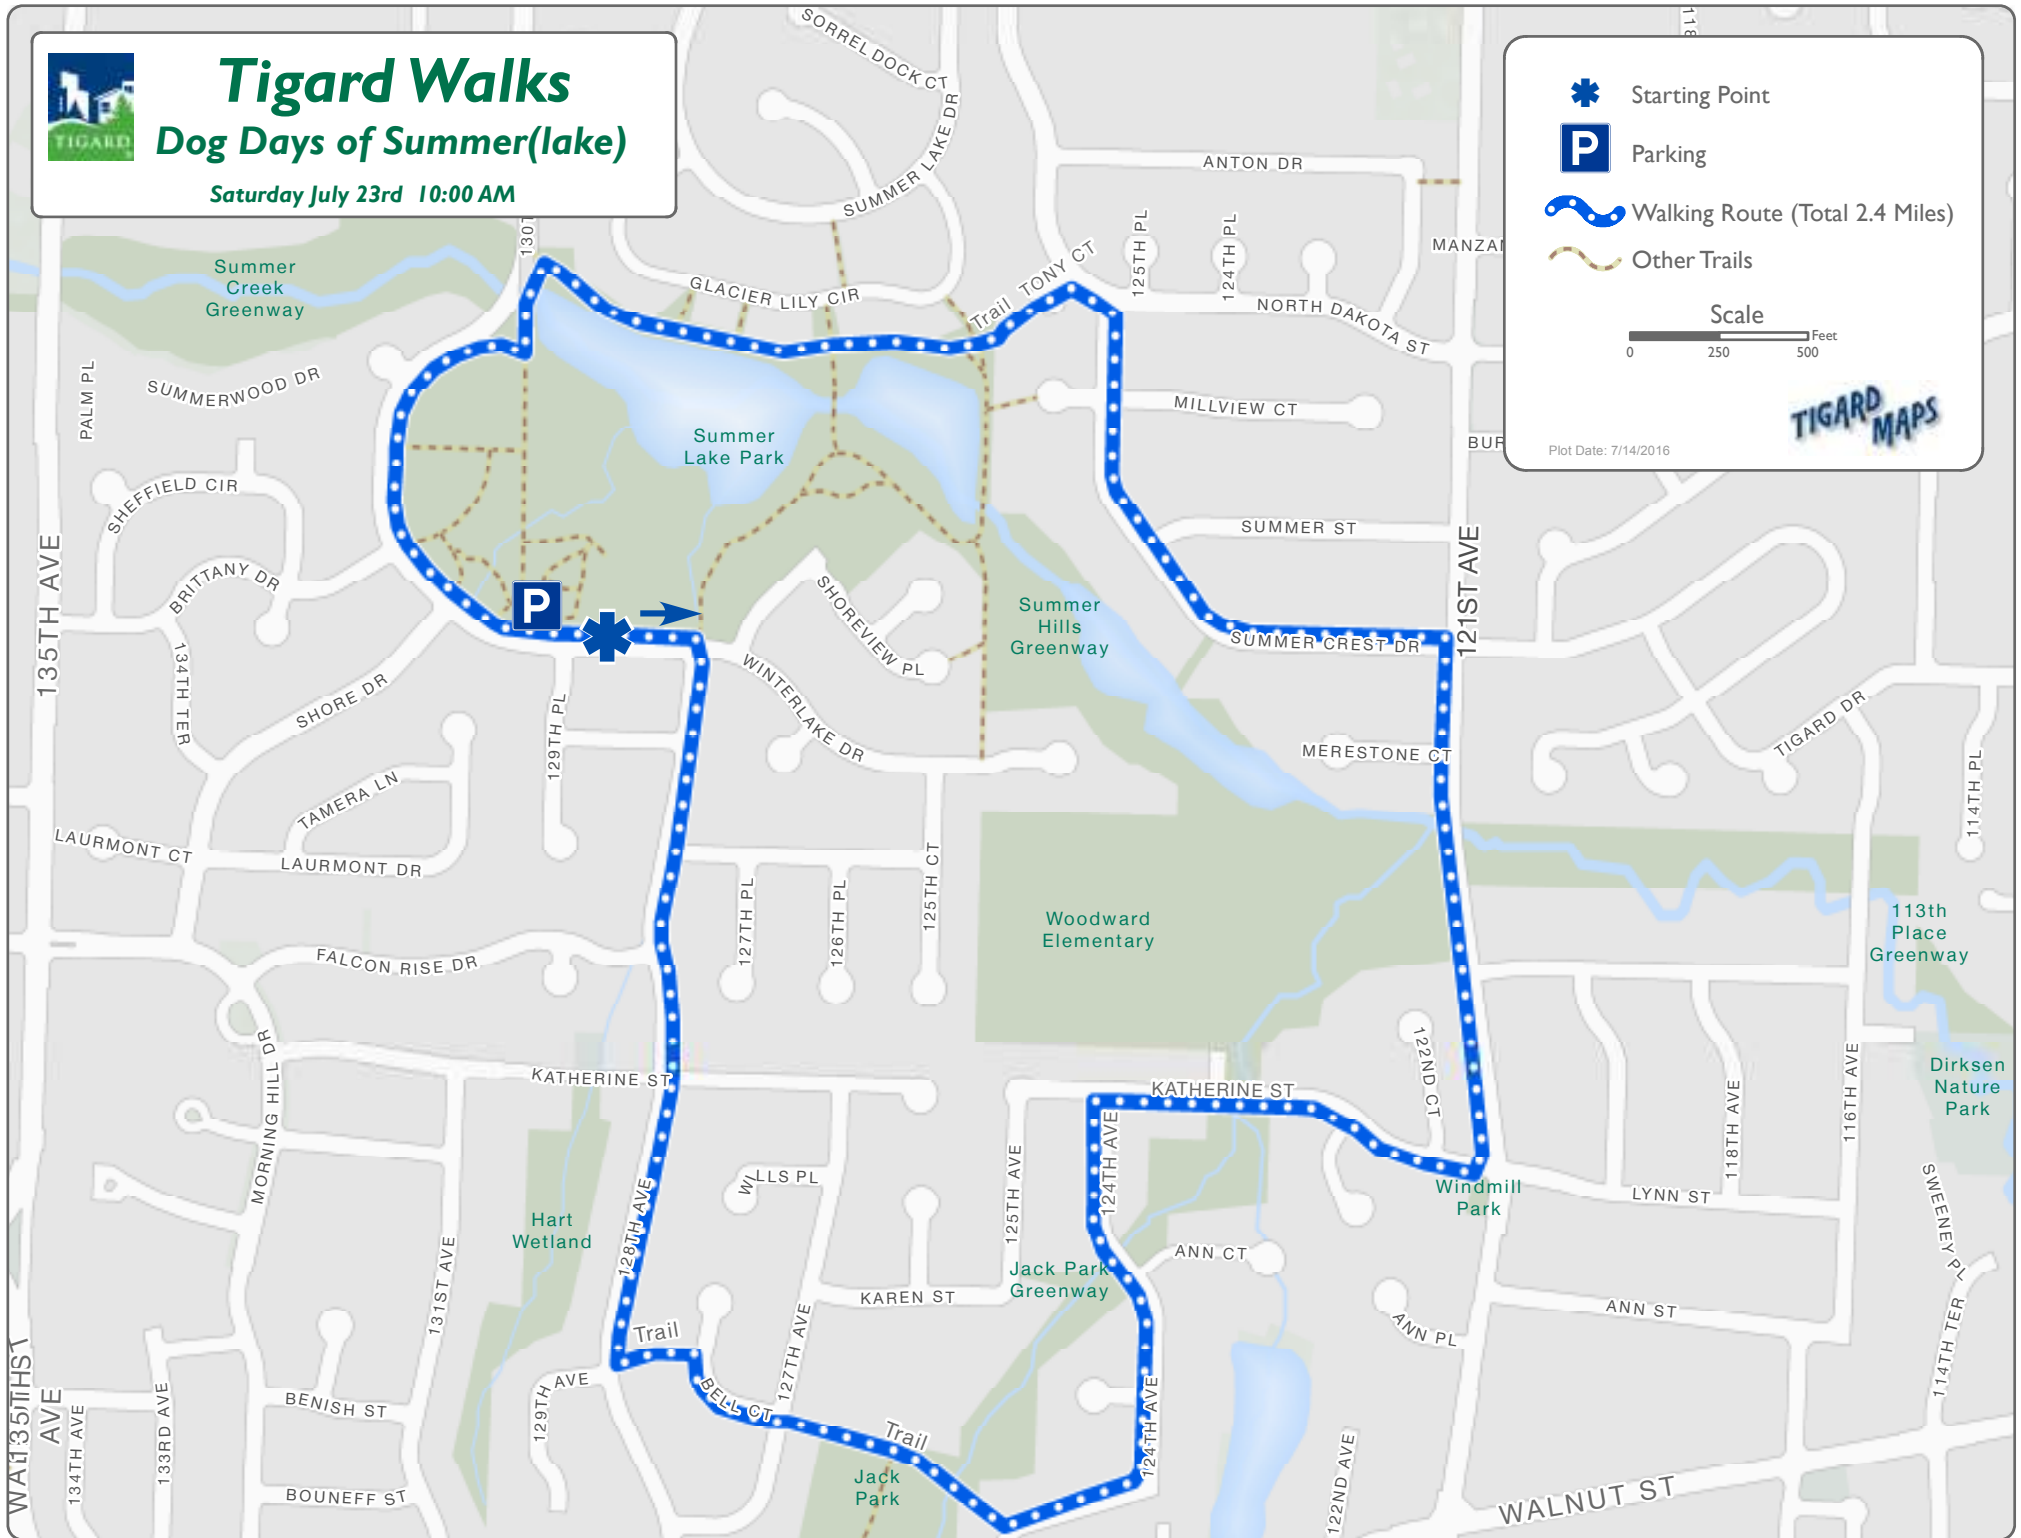 TIGARD
Tigard Walks
Dog Days of Summer(lake)
Saturday July 23rd 10:00 AM
Starting Point
P
Parking
Walking Route (Total 2.4 Miles)
Other Trails
Scale
Feet
0 250 500
TIGARD
MAPS
Plot Date: 7/14/2016
SORREL DOCK CT
SUMMER LAKE DR
ANTON DR
125TH PL
124TH PL
Summer
Creek
Greenway
GLACIER LILY CIR
Trail
TONY CT
NORTH DAKOTA ST
PALM PL
SUMMERWOOD DR
MILLVIEW CT
Summer
Lake Park
SHEFFIELD CIR
SUMMER ST
135TH AVE
121ST AVE
BRITTANY DR
P
SHOREVIEW PL
Summer
Hills
Greenway
SUMMER CREST DR
134TH TER
SHORE DR
129TH PL
WINTERLAKE DR
MERESTONE CT
TIGARD DR
114TH PL
TAMERA LN
LAURMONT CT
LAURMONT DR
127TH PL
126TH PL
125TH CT
Woodward
Elementary
113th
Place
Greenway
FALCON RISE DR
MORNING HILL DR
KATHERINE ST
KATHERINE ST
122ND CT
118TH AVE
116TH AVE
Dirksen
Nature
Park
WILLS PL
125TH AVE
124TH AVE
Windmill
Park
LYNN ST
SWEENEY PL
Hart
Wetland
128TH AVE
131ST AVE
Jack Park
Greenway
ANN CT
KAREN ST
ANN ST
ANN PL
Trail
127TH AVE
114TH TER
129TH AVE
BELL CT
BENISH ST
135TH
AVE
134TH AVE
133RD AVE
Trail
124TH AVE
Jack
Park
122ND AVE
BOUNEFF ST
WALNUT ST